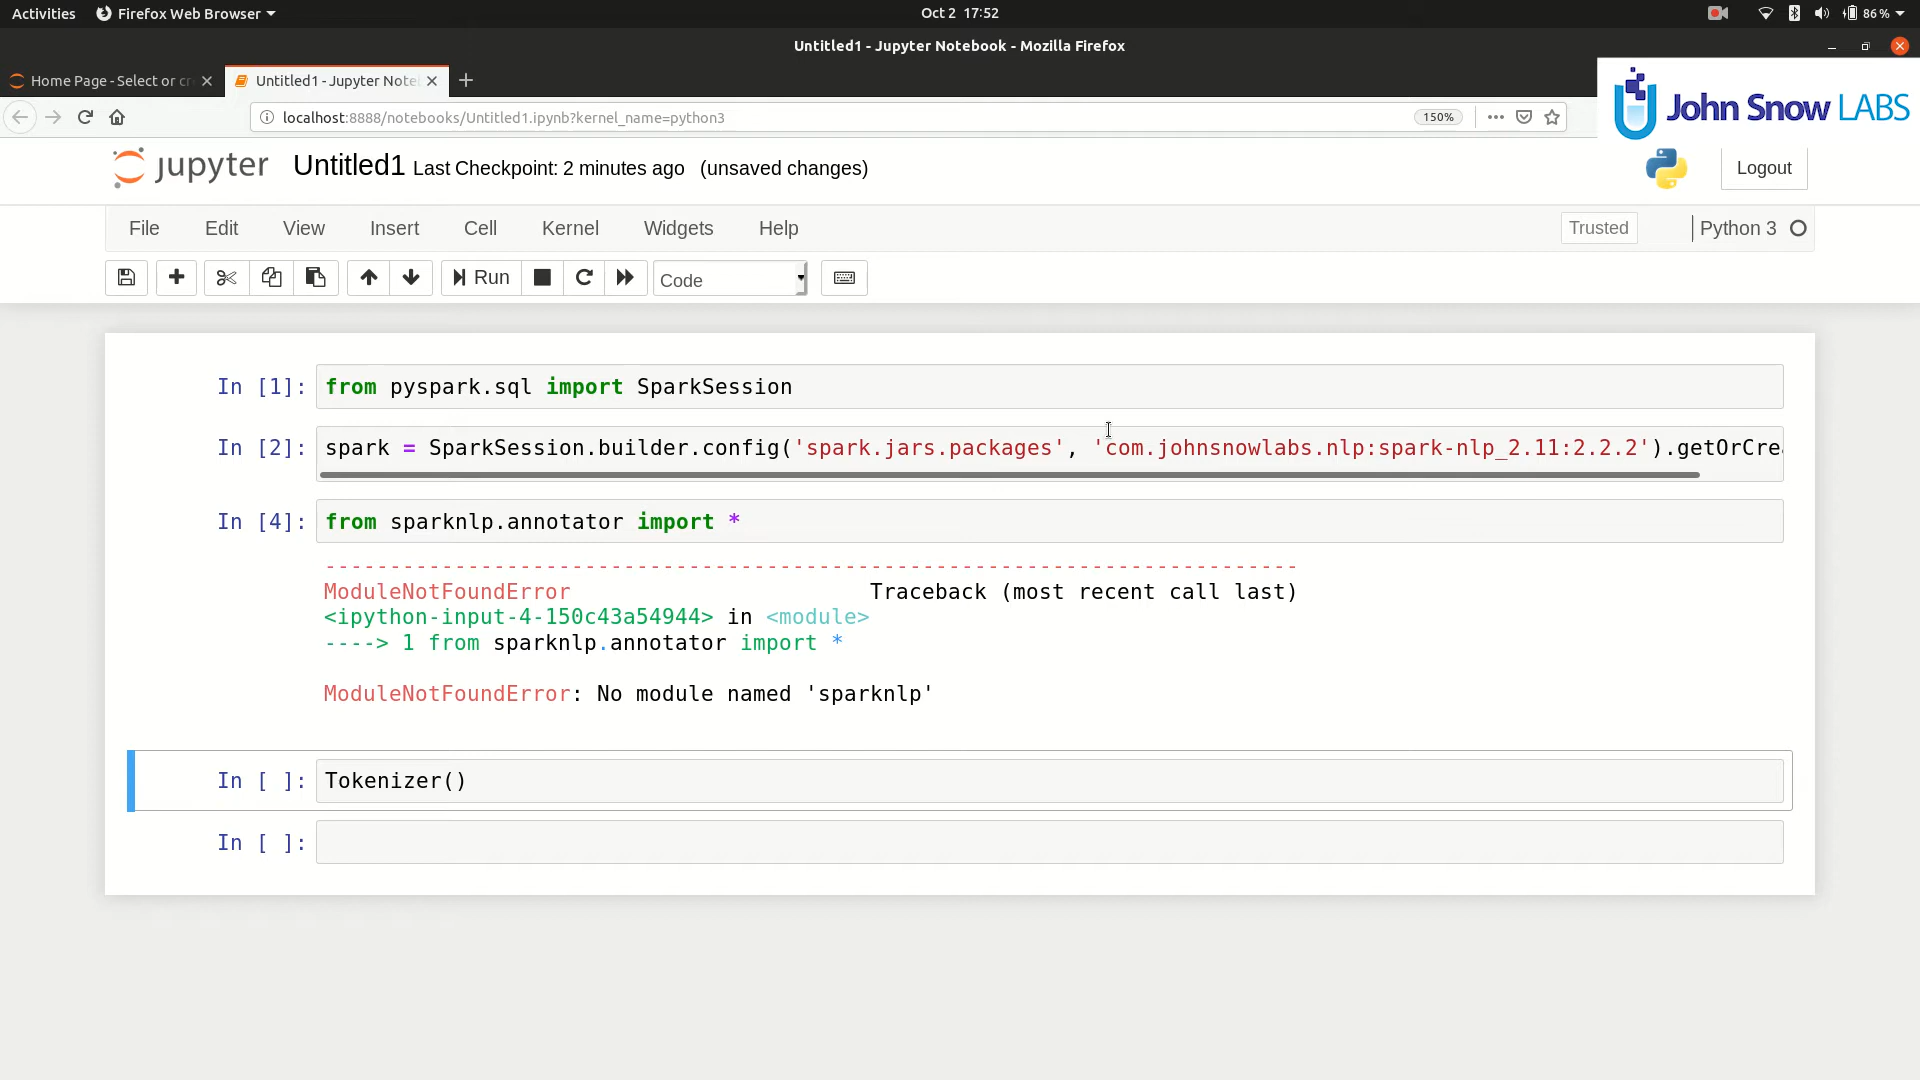 Activities Firefox Web Browser Oct 2 17:52 86%
Untitled1 - Jupyter Notebook - Mozilla Firefox
Home Page - Select or cr Untitled1 - Jupyter Note
localhost:8888/notebooks/Untitled1.ipynb?kernel_name=python3 150%
John Snow LABS
jupyter Untitled1 Last Checkpoint: 2 minutes ago (unsaved changes) Logout
File Edit View Insert Cell Kernel Widgets Help Trusted Python 3
Run Code
In [1]: from pyspark.sql import SparkSession
In [2]: spark = SparkSession.builder.config('spark.jars.packages', 'com.johnsnowlabs.nlp:spark-nlp_2.11:2.2.2').getOrCrea
In [4]: from sparknlp.annotator import *
---------------------------------------------------------------------------
ModuleNotFoundError Traceback (most recent call last)
<ipython-input-4-150c43a54944> in <module>
----> 1 from sparknlp.annotator import *
ModuleNotFoundError: No module named 'sparknlp'
In [ ]: Tokenizer()
In [ ]: